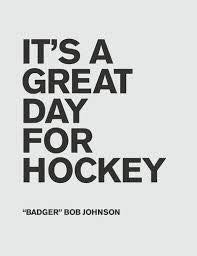 IT'S A
GREAT
DAY
FOR
HOCKEY
"BADGER" BOB JOHNSON